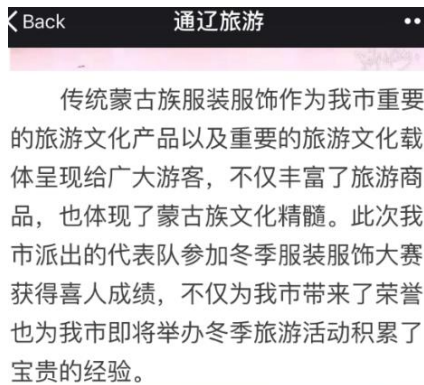 Back 通辽旅游
传统蒙古族服装服饰作为我市重要
的旅游文化产品以及重要的旅游文化载
体呈现给广大游客，不仅丰富了旅游商
品，也体现了蒙古族文化精髓。此次我
市派出的代表队参加冬季服装服饰大赛
获得喜人成绩，不仅为我市带来了荣誉
也为我市即将举办冬季旅游活动积累了
宝贵的经验。